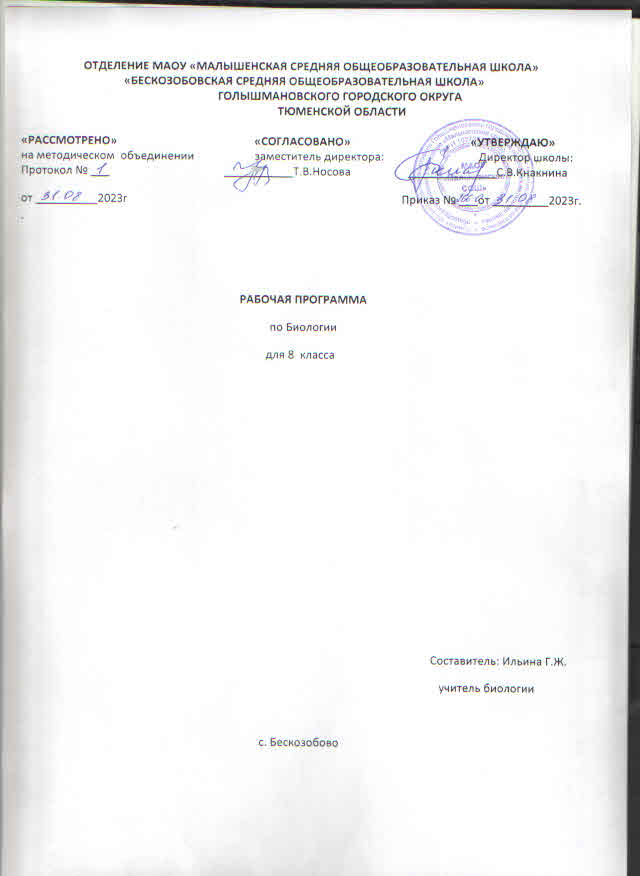 ОТДЕЛЕНИЕ МАОУ «МАЛЫШЕНСКАЯ СРЕДНЯЯ ОБЩЕОБРАЗОВАТЕЛЬНАЯ ШКОЛА»
«БЕСКОЗОБОВСКАЯ СРЕДНЯЯ ОБЩЕОБРАЗОВАТЕЛЬНАЯ ШКОЛА»
ГОЛЫШМАНОВСКОГО ГОРОДСКОГО ОКРУГА
ТЮМЕНСКОЙ ОБЛАСТИ
«РАССМОТРЕНО» «СОГЛАСОВАНО» «УТВЕРЖДАЮ»
на методическом объединении заместитель директора: Директор школы:
Протокол № 1 Т.В.Носова С.В.Кнакнина
от 31.08 2023г Приказ № от 31.08 2023г.
РАБОЧАЯ ПРОГРАММА
по Биологии
для 8 класса
Составитель: Ильина Г.Ж.
учитель биологии
с. Бескозобово